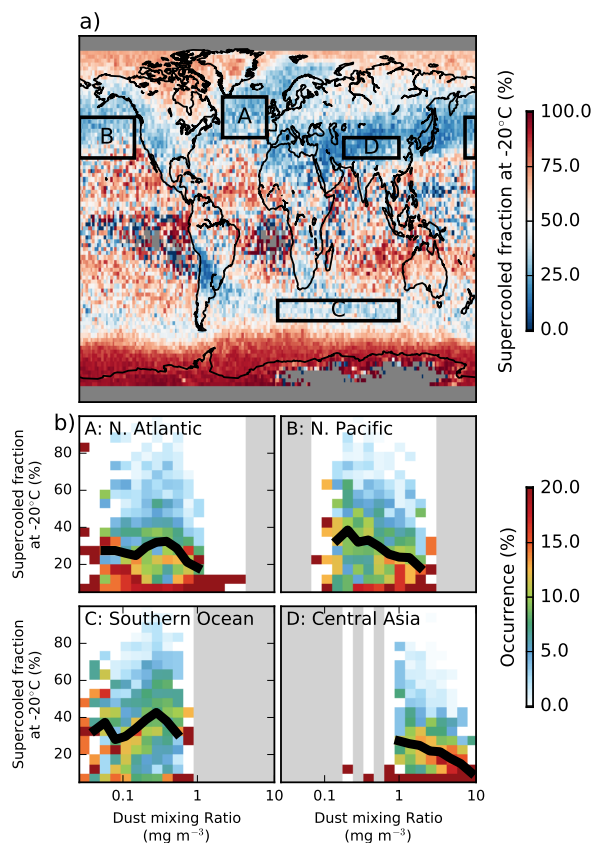 a)
A
B
D
C
Supercooled fraction at -20°C (%)
100.0
75.0
50.0
25.0
0.0
b)
A: N. Atlantic
B: N. Pacific
C: Southern Ocean
D: Central Asia
Supercooled fraction
at -20°C (%)
80
60
40
20
Supercooled fraction
at -20°C (%)
80
60
40
20
0.1
1
10
0.1
1
10
Dust mixing Ratio
(mg m⁻³)
Dust mixing Ratio
(mg m⁻³)
Occurrence (%)
20.0
15.0
10.0
5.0
0.0